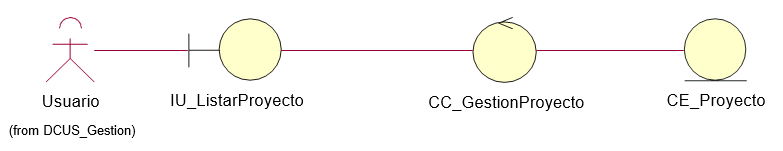 Usuario
IU_ListarProyecto
CC_GestionProyecto
CE_Proyecto
(from DCUS_Gestion)